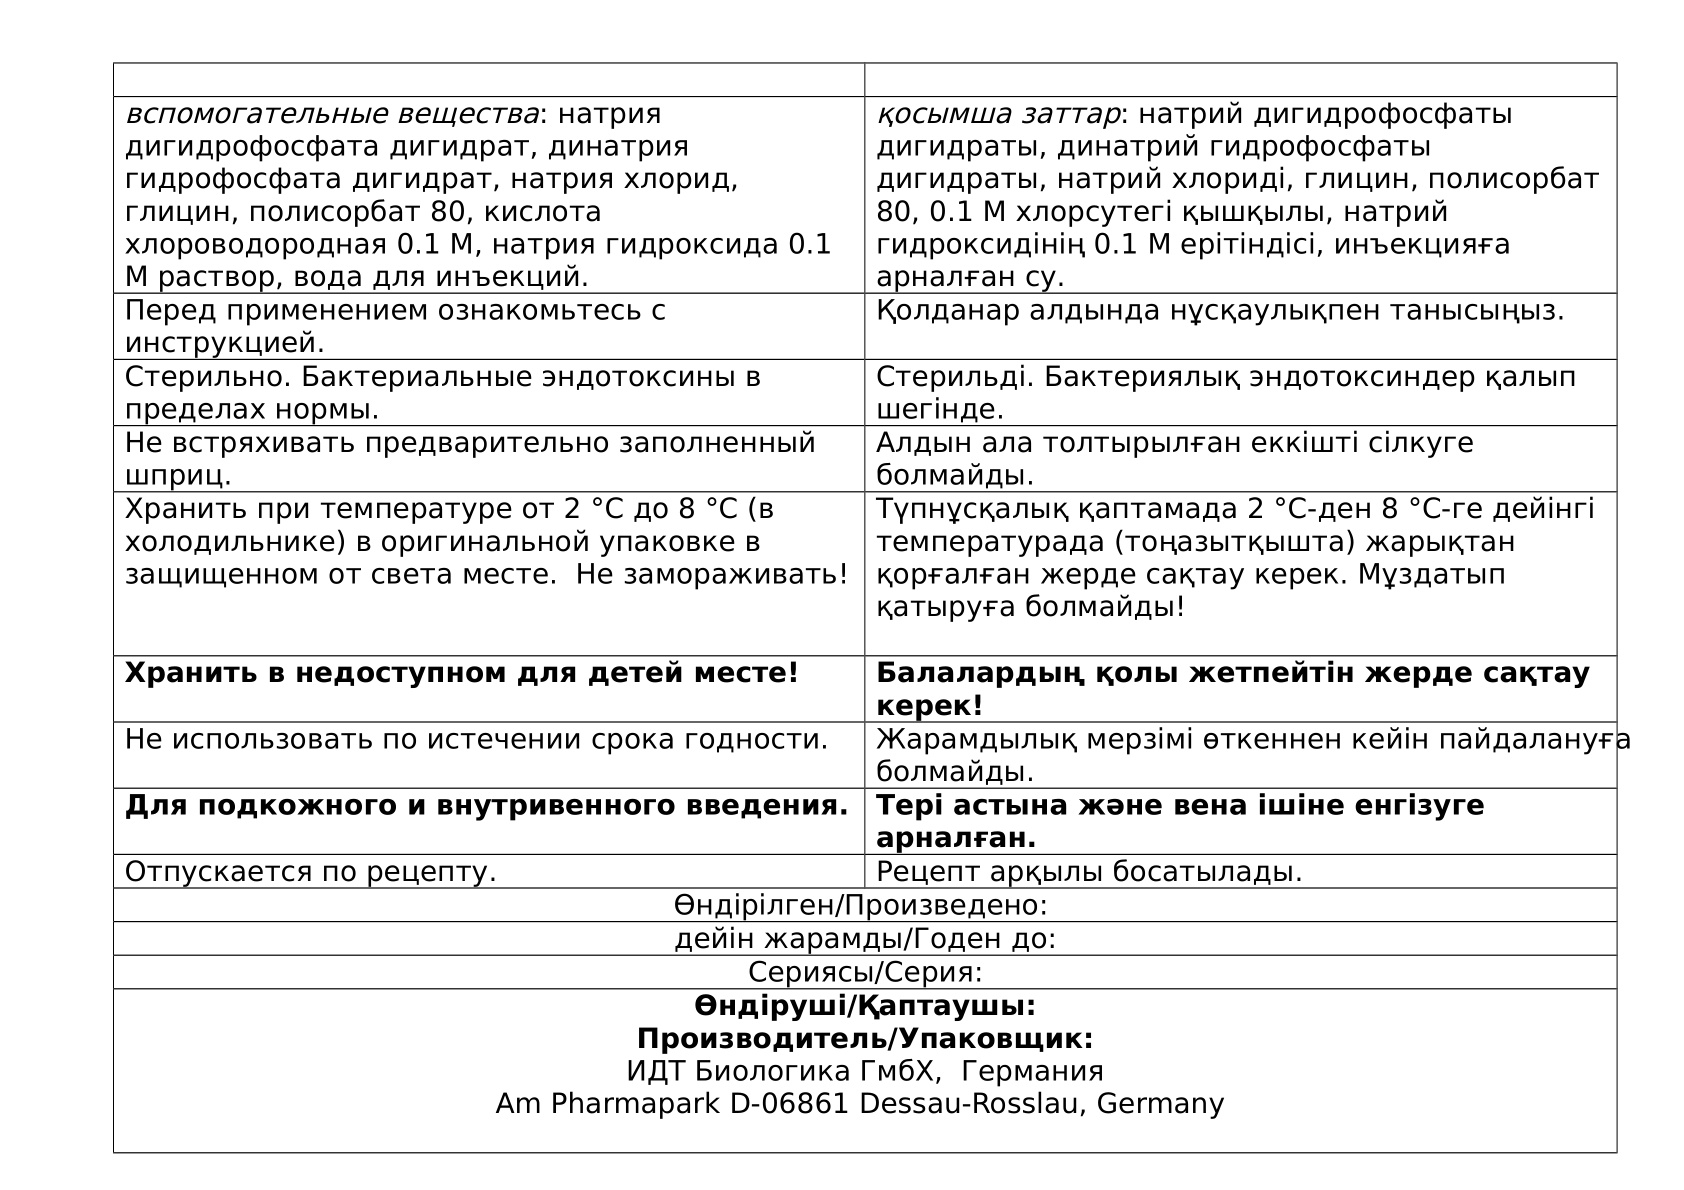 вспомогательные вещества: натрия
дигидрофосфата дигидрат, динатрия
гидрофосфата дигидрат, натрия хлорид,
глицин, полисорбат 80, кислота
хлороводородная 0.1 М, натрия гидроксида 0.1
М раствор, вода для инъекций.
қосымша заттар: натрий дигидрофосфаты
дигидраты, динатрий гидрофосфаты
дигидраты, натрий хлориді, глицин, полисорбат
80, 0.1 М хлорсутегі қышқылы, натрий
гидроксидінің 0.1 М ерітіндісі, инъекцияға
арналған су.
Перед применением ознакомьтесь с
инструкцией.
Қолданар алдында нұсқаулықпен танысыңыз.
Стерильно. Бактериальные эндотоксины в
пределах нормы.
Стерильді. Бактериялық эндотоксиндер қалып
шегінде.
Не встряхивать предварительно заполненный
шприц.
Алдын ала толтырылған еккішті сілкуге
болмайды.
Хранить при температуре от 2 °С до 8 °С (в
холодильнике) в оригинальной упаковке в
защищенном от света месте.  Не замораживать!
Түпнұсқалық қаптамада 2 °С-ден 8 °С-ге дейінгі
температурада (тоңазытқышта) жарықтан
қорғалған жерде сақтау керек. Мұздатып
қатыруға болмайды!
Хранить в недоступном для детей месте!
Балалардың қолы жетпейтін жерде сақтау
керек!
Не использовать по истечении срока годности.
Жарамдылық мерзімі өткеннен кейін пайдалануға
болмайды.
Для подкожного и внутривенного введения.
Тері астына және вена ішіне енгізуге
арналған.
Отпускается по рецепту.
Рецепт арқылы босатылады.
Өндірілген/Произведено:
дейін жарамды/Годен до:
Сериясы/Серия:
Өндіруші/Қаптаушы:
Производитель/Упаковщик:
ИДТ Биологика ГмбХ,  Германия
Am Pharmapark D-06861 Dessau-Rosslau, Germany